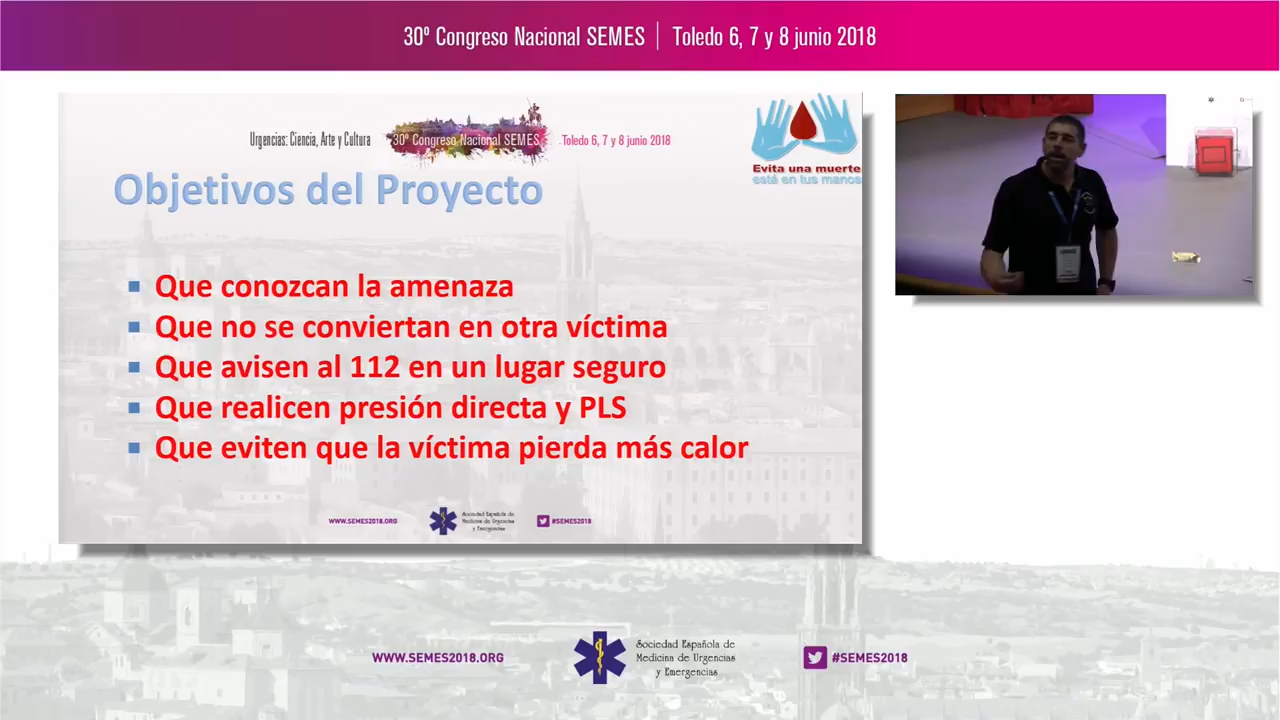 30º Congreso Nacional SEMES | Toledo 6, 7 y 8 junio 2018
Urgencias: Ciencia, Arte y Cultura
30º Congreso Nacional SEMES
Toledo 6, 7 y 8 junio 2018
Evita una muerte
está en tus manos
Objetivos del Proyecto
Que conozcan la amenaza
Que no se conviertan en otra víctima
Que avisen al 112 en un lugar seguro
Que realicen presión directa y PLS
Que eviten que la víctima pierda más calor
WWW.SEMES2018.ORG
Sociedad Española de
Medicina de Urgencias
y Emergencias
#SEMES2018
WWW.SEMES2018.ORG
Sociedad Española de
Medicina de Urgencias
y Emergencias
#SEMES2018